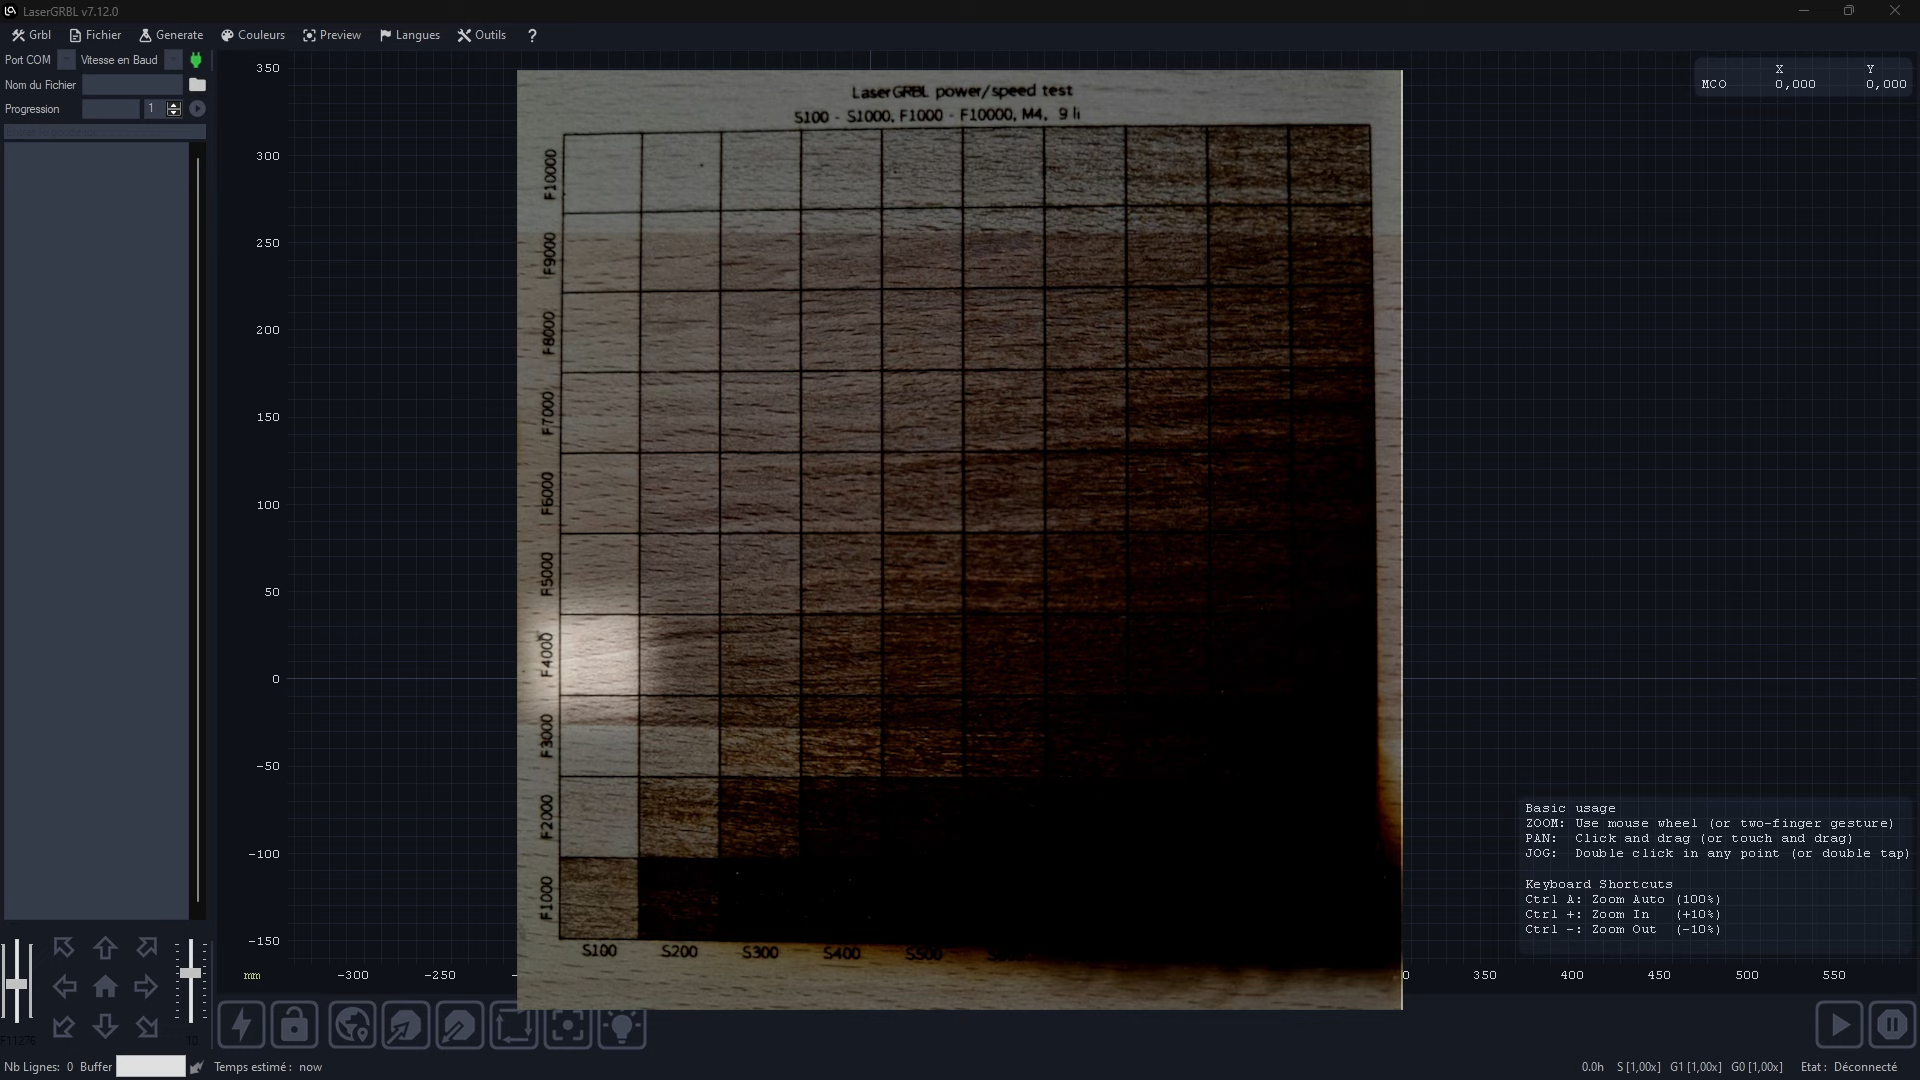 LaserGRBL v7.12.0
Grbl Fichier Generate Couleurs Preview Langues Outils ?
Port COM Vitesse en Baud
Nom du Fichier
Progression 1
350
300
250
200
150
100
50
0
-50
-100
-150
mm -300 -250 0 350 400 450 500 550
X Y
MCO 0,000 0,000
LaserGRBL power/speed test
S100 - S1000, F1000 - F10000, M4, 9 li
F10000
F9000
F8000
F7000
F6000
F5000
F4000
F3000
F2000
F1000
S100 S200 S300 S400 S500
Basic usage
ZOOM: Use mouse wheel (or two-finger gesture)
PAN: Click and drag (or touch and drag)
JOG: Double click in any point (or double tap)
Keyboard Shortcuts
Ctrl A: Zoom Auto (100%)
Ctrl +: Zoom In (+10%)
Ctrl -: Zoom Out (-10%)
F11276 10
Nb Lignes: 0 Buffer Temps estimé : now
0.0h S [1,00x] G1 [1,00x] G0 [1,00x] Etat : Déconnecté